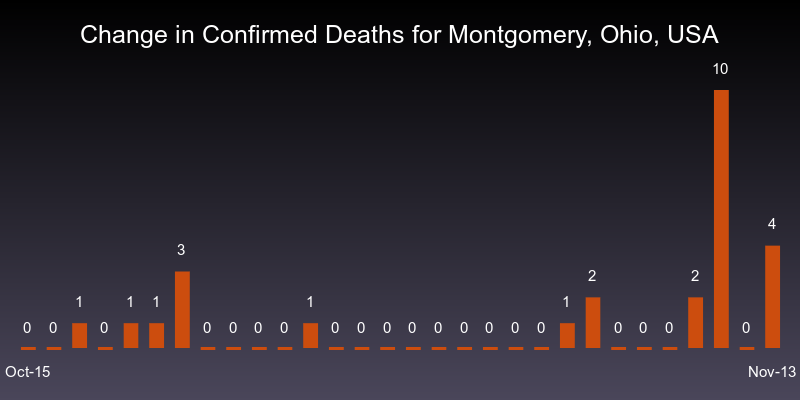 Change in Confirmed Deaths for Montgomery, Ohio, USA
10
4
3
2 2
1 1 1 1 1
0 0 0 0 0 0 0 0 0 0 0 0 0 0 0 0 0 0 0 0
Oct-15 Nov-13